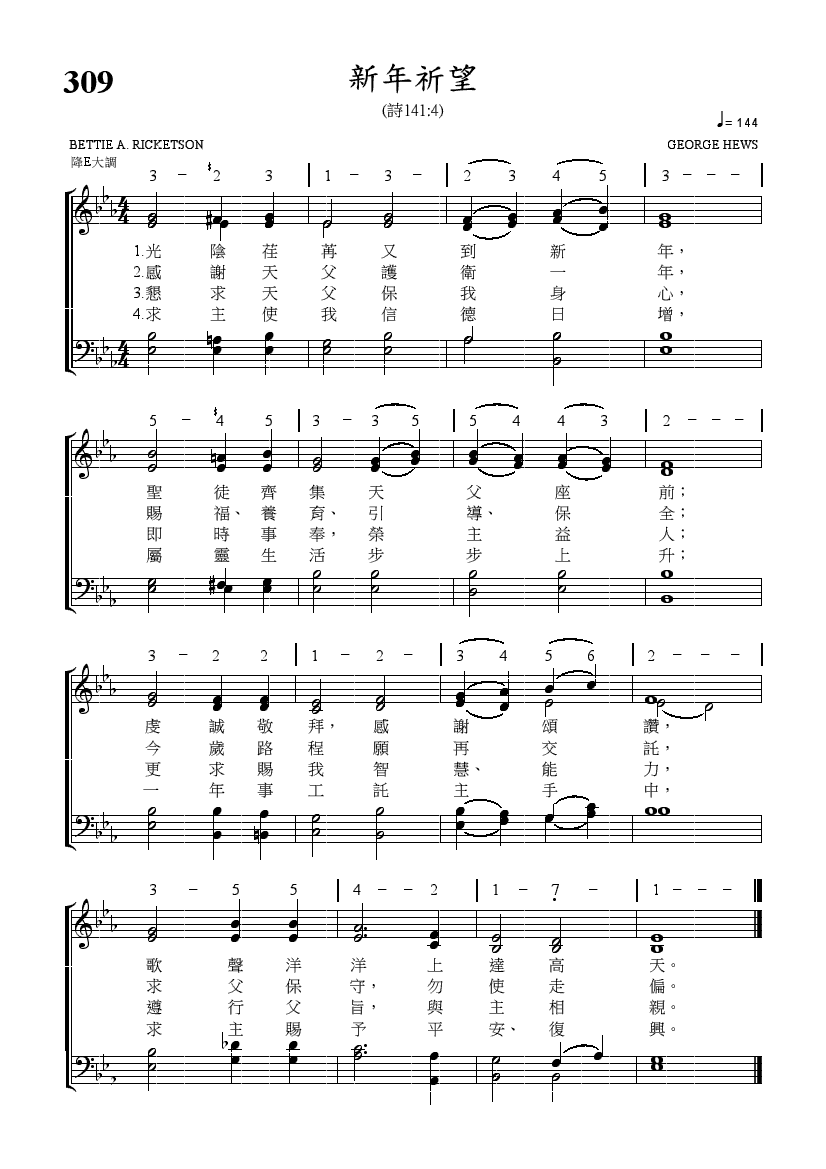 309
新年祈望
(詩141:4)
♩= 144
BETTIE A. RICKETSON
GEORGE HEWS
降E大調
3 - ♯2 3 | 1 - 3 - | 2 3 4 5 | 3 - - - |
1.光 陰 荏 苒 又 到 新 年，
2.感 謝 天 父 護 衛 一 年，
3.懇 求 天 父 保 我 身 心，
4.求 主 使 我 信 德 日 增，
5 - ♯4 5 | 3 - 3 5 | 5 4 4 3 | 2 - - - |
聖 徒 齊 集 天 父 座 前；
賜 福、養 育、引 導、保 全；
即 時 事 奉，榮 主 益 人；
屬 靈 生 活 步 步 上 升；
3 - 2 2 | 1 - 2 - | 3 4 5 6 | 2 - - - |
虔 誠 敬 拜，感 謝 頌 讚，
今 歲 路 程 願 再 交 託，
更 求 賜 我 智 慧、能 力，
一 年 事 工 託 主 手 中，
3 - 5 5 | 4 - - 2 | 1 - 7̣ - | 1 - - -
歌 聲 洋 洋 上 達 高 天。
求 父 保 守，勿 使 走 偏。
遵 行 父 旨，與 主 相 親。
求 主 賜 予 平 安、復 興。